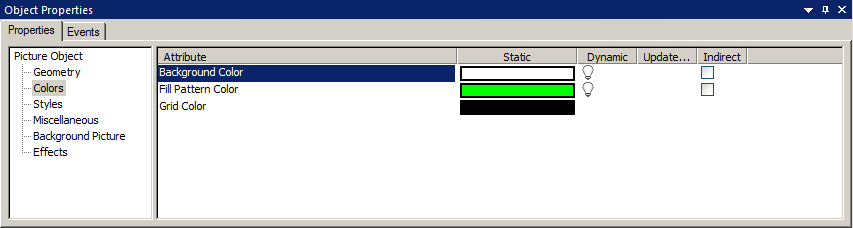 Object Properties
Properties Events
Picture Object
Geometry
Colors
Styles
Miscellaneous
Background Picture
Effects
Attribute Static Dynamic Update... Indirect
Background Color
Fill Pattern Color
Grid Color